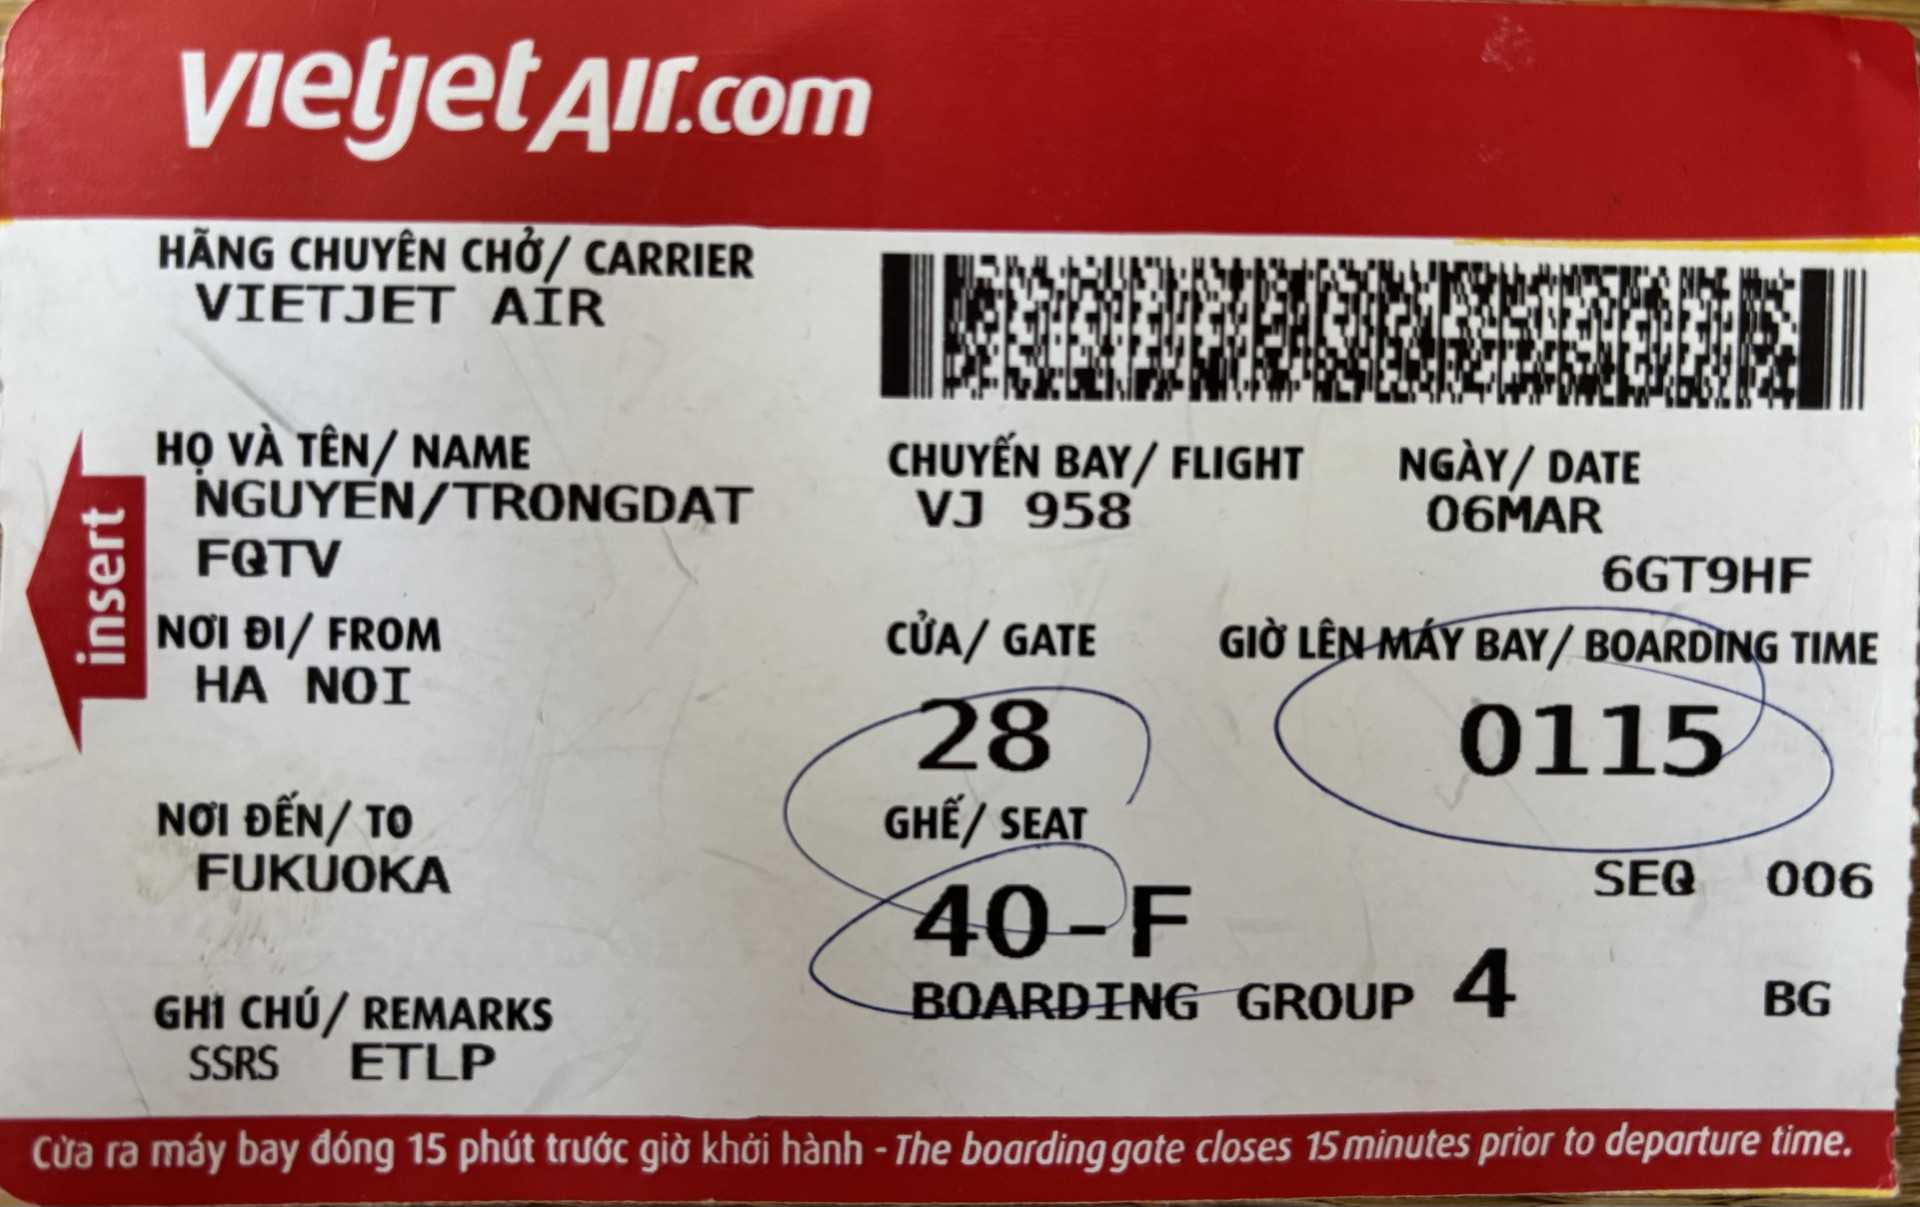 vietjetAir.com
HÃNG CHUYÊN CHỞ/ CARRIER
VIETJET AIR
HỌ VÀ TÊN/ NAME
NGUYEN/TRONGDAT
FQTV
CHUYẾN BAY/ FLIGHT
VJ 958
NGÀY/ DATE
06MAR
6GT9HF
insert
NƠI ĐI/ FROM
HA NOI
CỬA/ GATE
28
GIỜ LÊN MÁY BAY/ BOARDING TIME
0115
NƠI ĐẾN/ TO
FUKUOKA
GHẾ/ SEAT
40-F
SEQ 006
BOARDING GROUP 4 BG
GHI CHÚ/ REMARKS
SSRS ETLP
Cửa ra máy bay đóng 15 phút trước giờ khởi hành - The boarding gate closes 15 minutes prior to departure time.